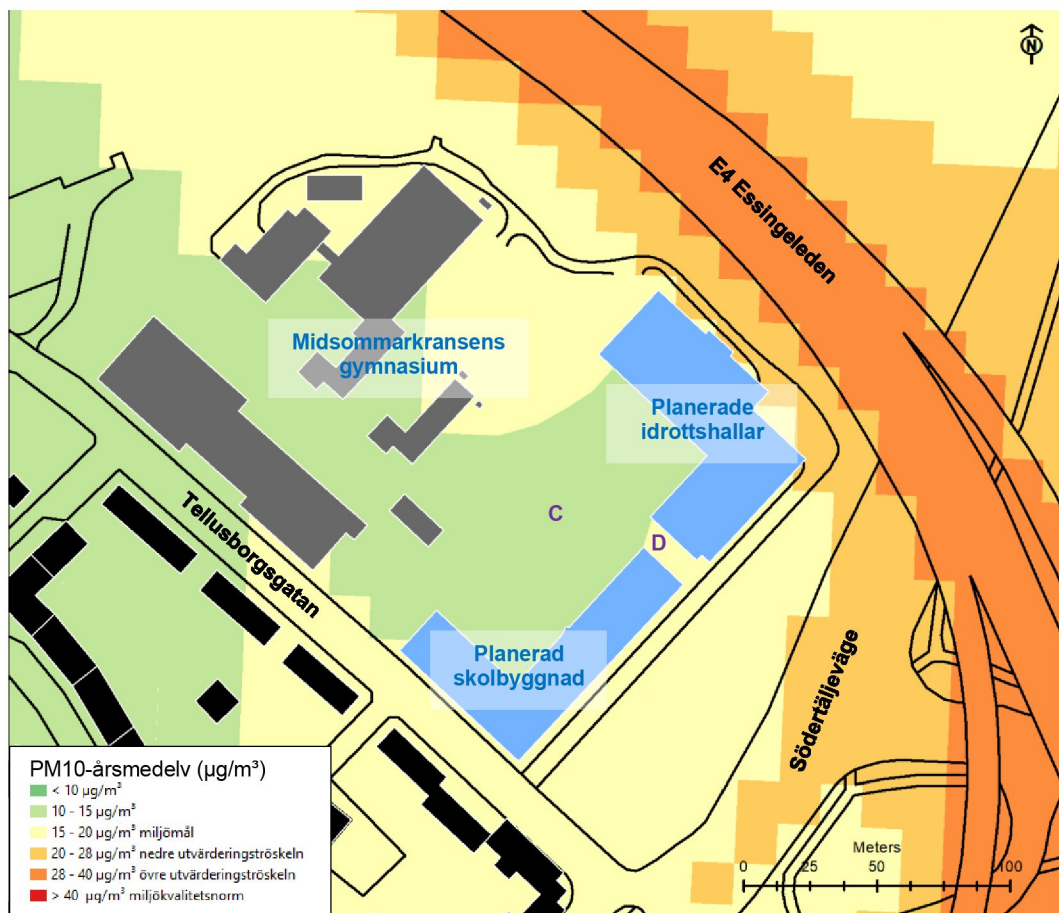 N
E4 Essingeleden
Midsommarkransens
gymnasium
Planerade
idrottshallar
C
D
Tellusborgsgatan
Planerad
skolbyggnad
Södertäljeväge
PM10-årsmedelv (µg/m³)
< 10 µg/m³
10 - 15 µg/m³
15 - 20 µg/m³ miljömål
20 - 28 µg/m³ nedre utvärderingströskeln
28 - 40 µg/m³ övre utvärderingströskeln
> 40 µg/m³ miljökvalitetsnorm
Meters
0 25 50 100